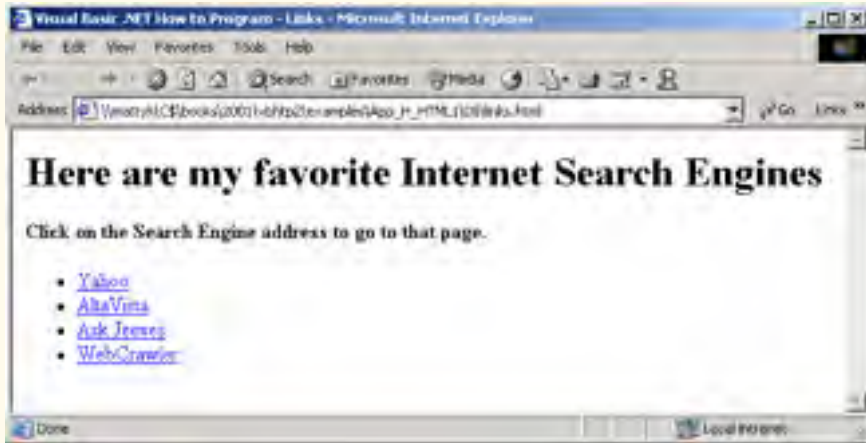 Visual Basic .NET How to Program - Links - Microsoft Internet Explorer
File Edit View Favorites Tools Help
Search Favorites Media
Address Go Links »
Here are my favorite Internet Search Engines
Click on the Search Engine address to go to that page.
• Yahoo
• AltaVista
• Ask Jeeves
• WebCrawler
Done Local intranet